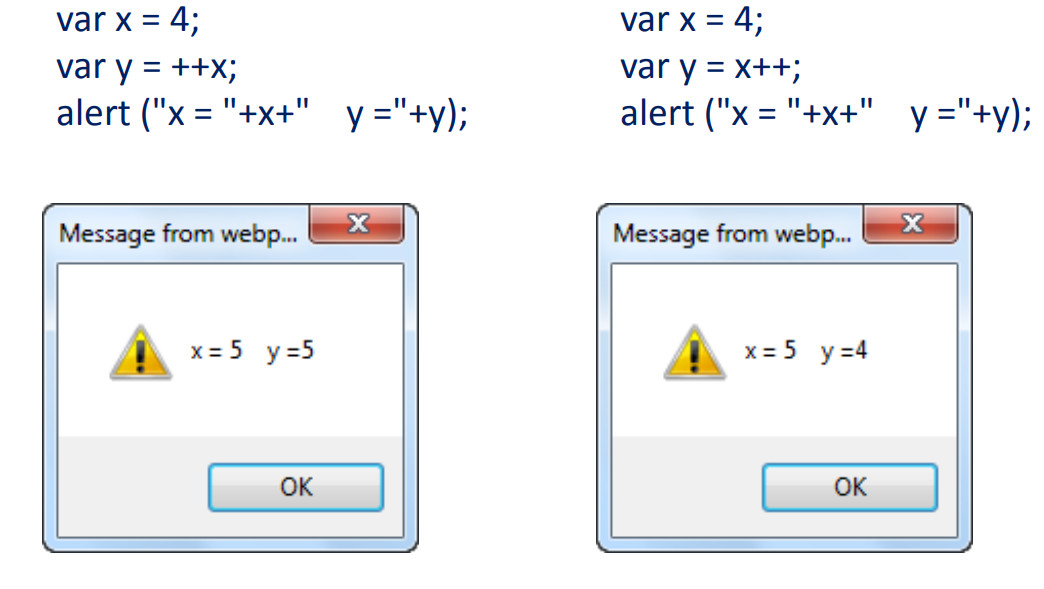 var x = 4;
var y = ++x;
alert ("x = "+x+"    y ="+y);
var x = 4;
var y = x++;
alert ("x = "+x+"    y ="+y);
Message from webp...
x = 5   y =5
OK
Message from webp...
x = 5   y =4
OK